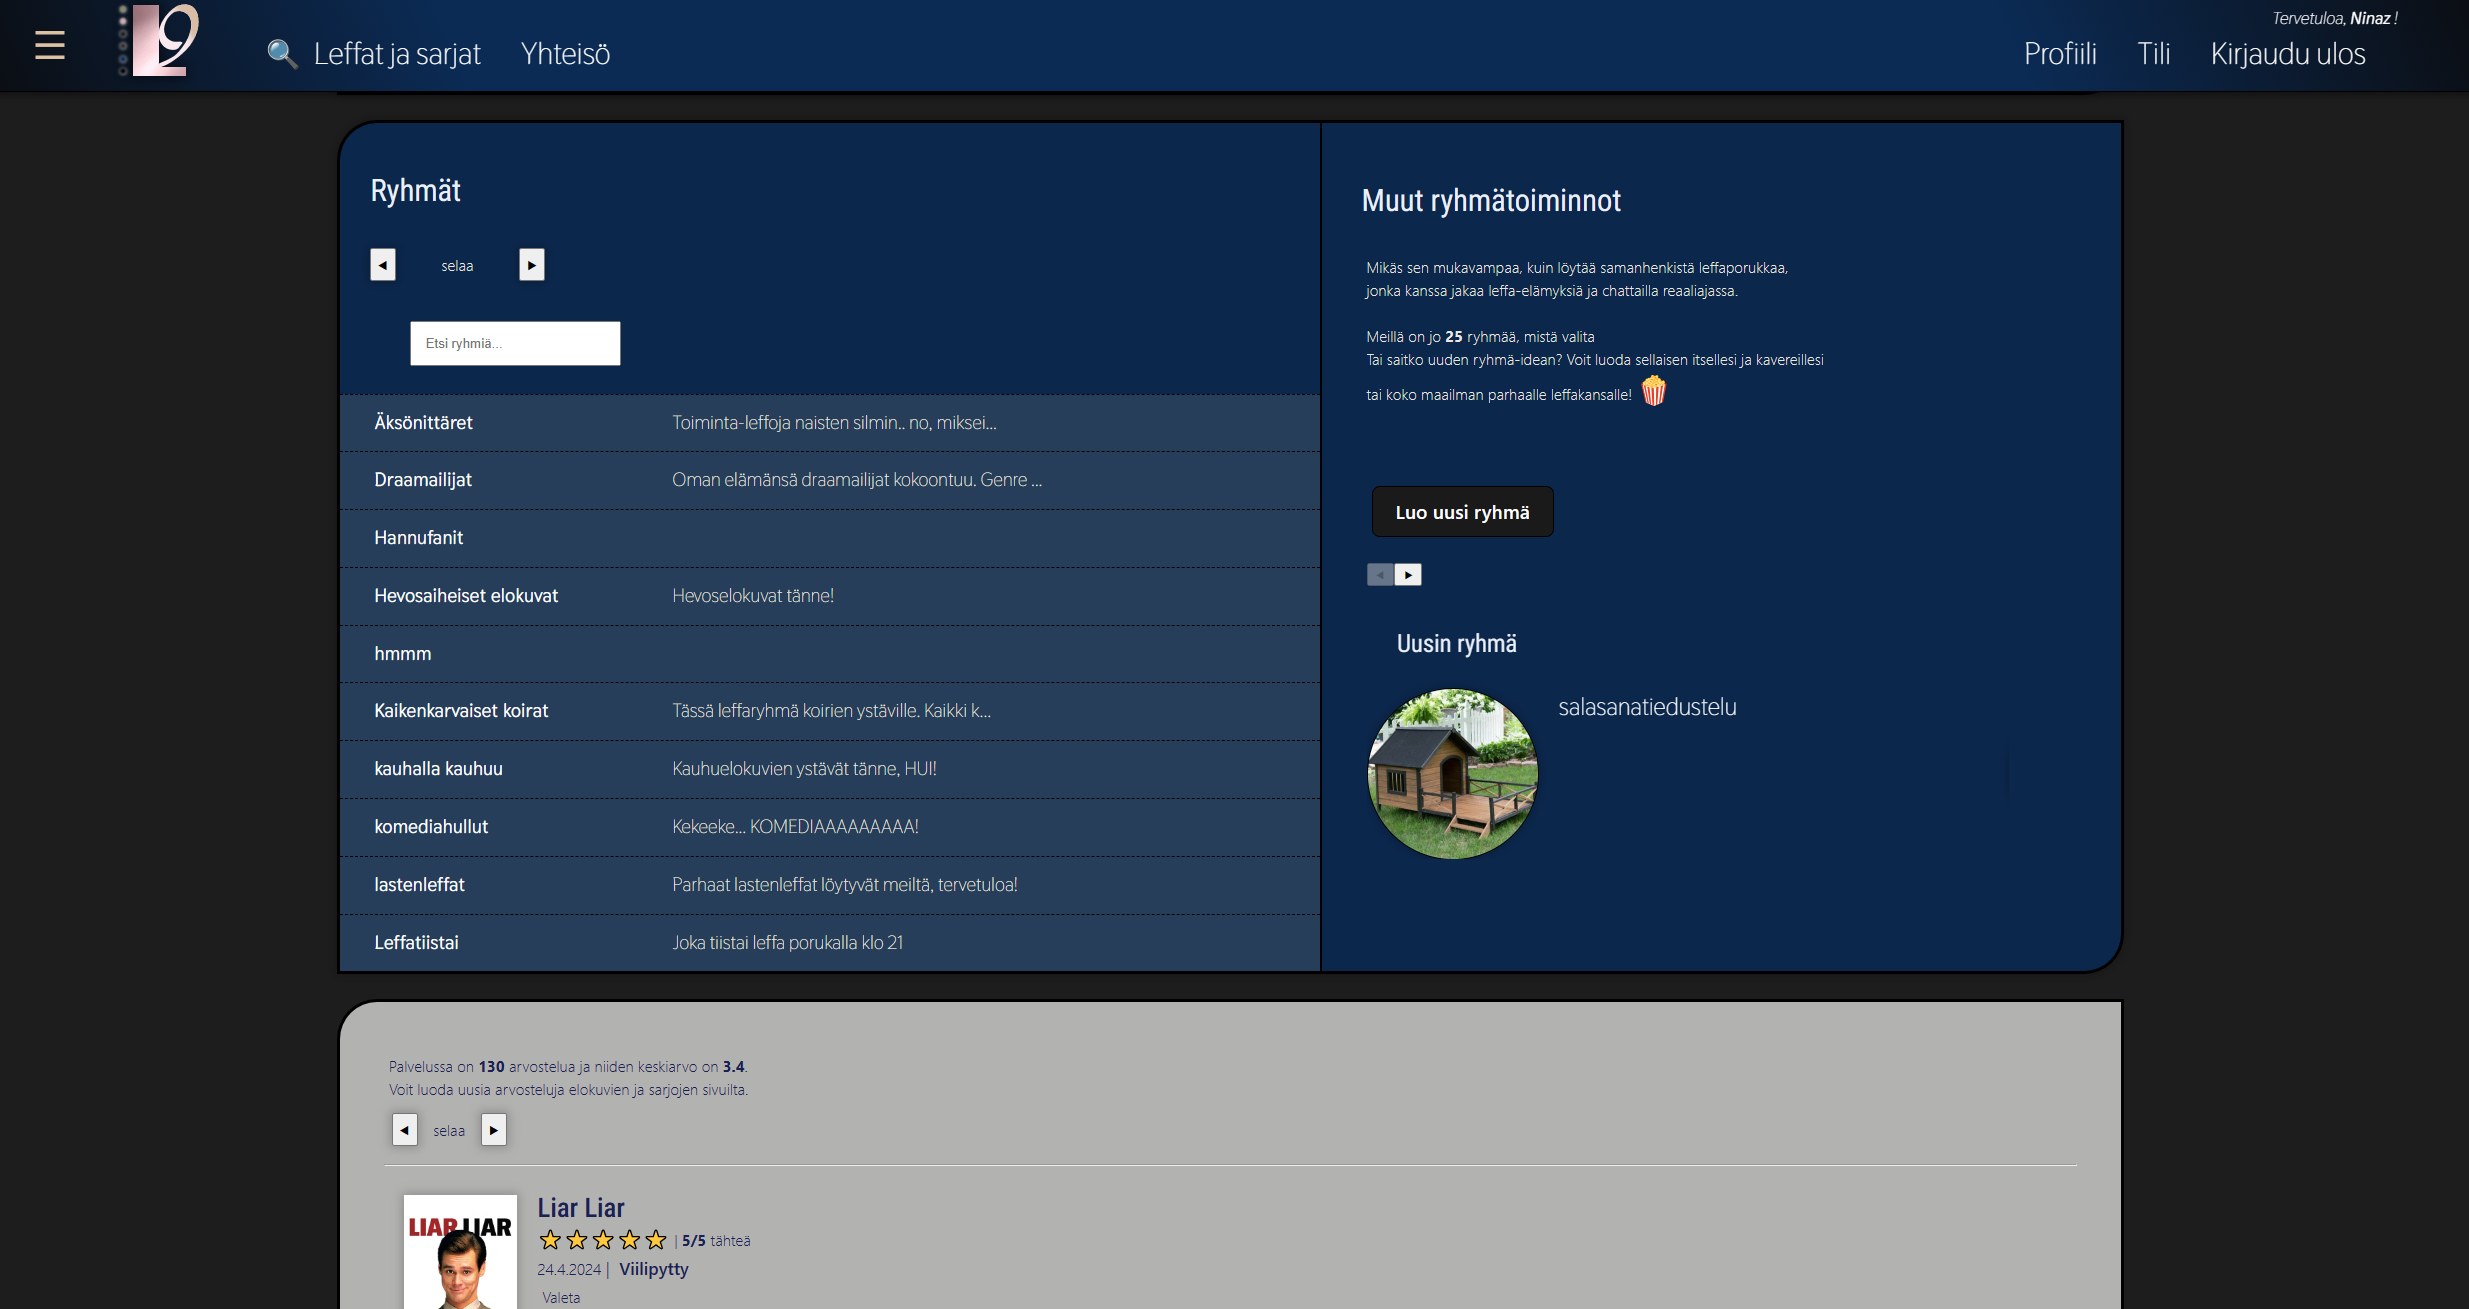 Tervetuloa, Ninaz !
Leffat ja sarjat
Yhteisö
Profiili
Tili
Kirjaudu ulos
Ryhmät
selaa
Etsi ryhmiä...
Äksönittäret
Toiminta-leffoja naisten silmin.. no, miksei...
Draamailijat
Oman elämänsä draamailijat kokoontuu. Genre ...
Hannufanit
Hevosaiheiset elokuvat
Hevoselokuvat tänne!
hmmm
Kaikenkarvaiset koirat
Tässä leffaryhmä koirien ystäville. Kaikki k...
kauhalla kauhuu
Kauhuelokuvien ystävät tänne, HUI!
komediahullut
Kekeeke... KOMEDIAAAAAAAAA!
lastenleffat
Parhaat lastenleffat löytyvät meiltä, tervetuloa!
Leffatiistai
Joka tiistai leffa porukalla klo 21
Muut ryhmätoiminnot
Mikäs sen mukavampaa, kuin löytää samanhenkistä leffaporukkaa,
jonka kanssa jakaa leffa-elämyksiä ja chattailla reaaliajassa.
Meillä on jo 25 ryhmää, mistä valita
Tai saitko uuden ryhmä-idean? Voit luoda sellaisen itsellesi ja kavereillesi
tai koko maailman parhaalle leffakansalle!
Luo uusi ryhmä
Uusin ryhmä
salasanatiedustelu
Palvelussa on 130 arvostelua ja niiden keskiarvo on 3.4.
Voit luoda uusia arvosteluja elokuvien ja sarjojen sivuilta.
selaa
LIAR LIAR
Liar Liar
| 5/5 tähteä
24.4.2024 | Viilipytty
Valeta